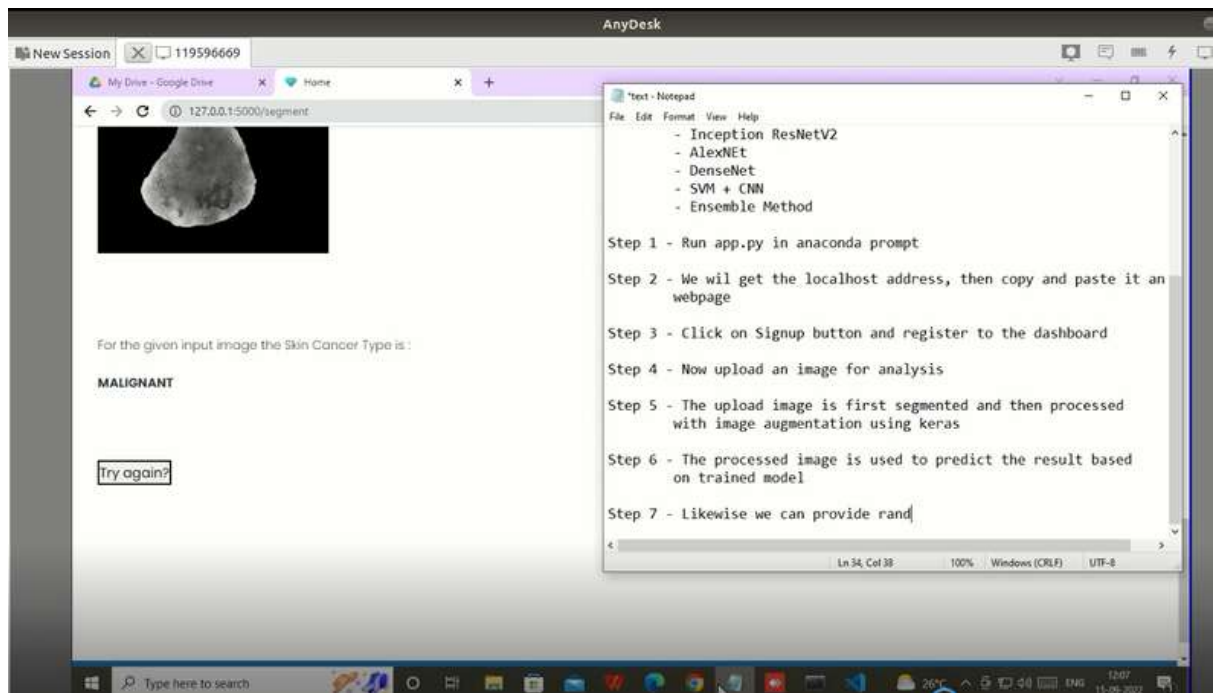 AnyDesk
New Session
119596669
My Drive - Google Drive
Home
127.0.0.1:5000/segment
For the given input image the Skin Cancer Type is :
MALIGNANT
Try again?
*text - Notepad
File Edit Format View Help
- Inception ResNetV2
- AlexNEt
- DenseNet
- SVM + CNN
- Ensemble Method
Step 1 - Run app.py in anaconda prompt
Step 2 - We wil get the localhost address, then copy and paste it an
webpage
Step 3 - Click on Signup button and register to the dashboard
Step 4 - Now upload an image for analysis
Step 5 - The upload image is first segmented and then processed
with image augmentation using keras
Step 6 - The processed image is used to predict the result based
on trained model
Step 7 - Likewise we can provide rand
Ln 34, Col 38
100%
Windows (CRLF)
UTF-8
Type here to search
26°C
ENG
12:07